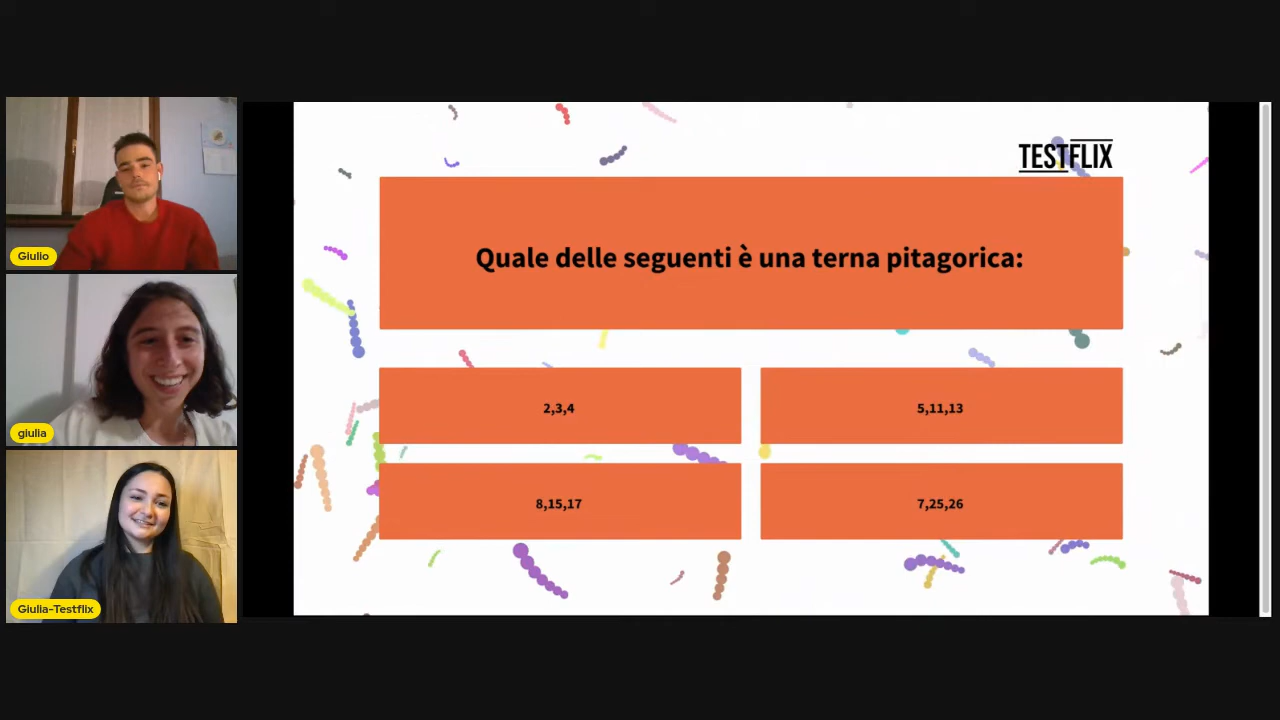 Giulio
giulia
Giulia-Testflix
TESTFLIX
Quale delle seguenti è una terna pitagorica:
2,3,4
5,11,13
8,15,17
7,25,26